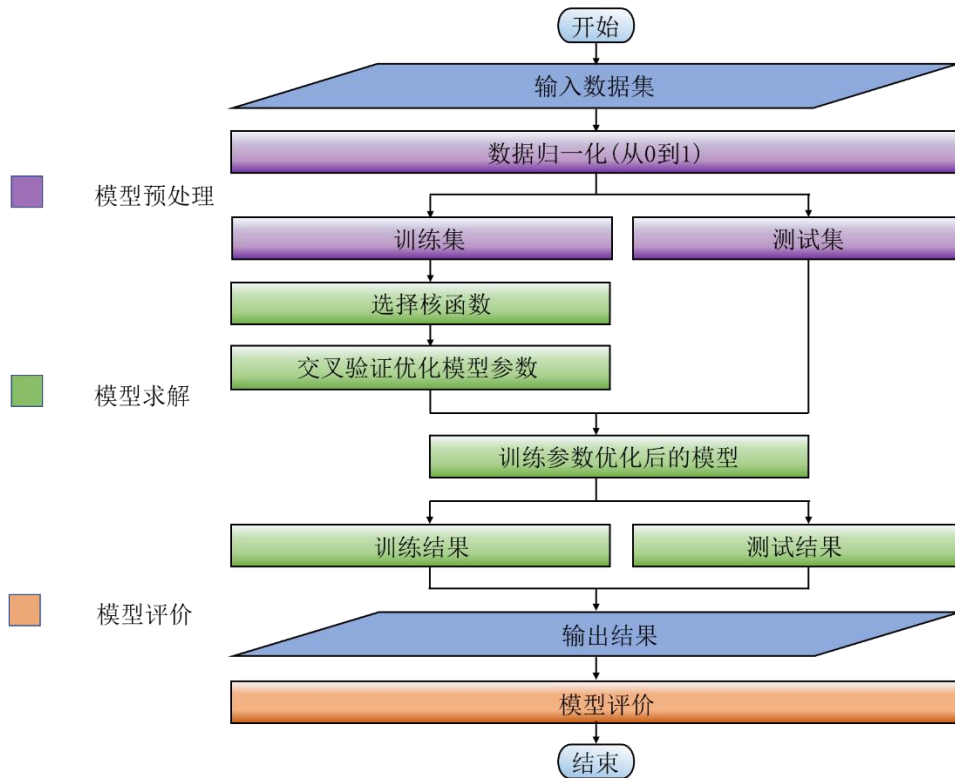 开始
输入数据集
数据归一化(从0到1)
模型预处理
训练集
测试集
选择核函数
交叉验证优化模型参数
模型求解
训练参数优化后的模型
训练结果
测试结果
模型评价
输出结果
模型评价
结束